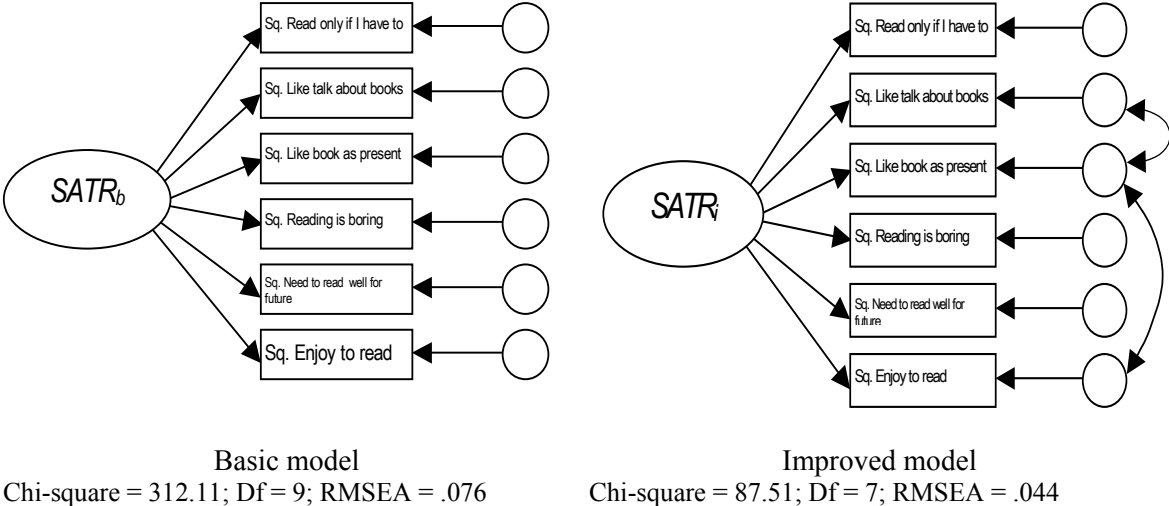 Sq. Read only if I have to
Sq. Like talk about books
Sq. Like book as present
SATRb
Sq. Reading is boring
Sq. Need to read well for
future
Sq. Enjoy to read
Basic model
Chi-square = 312.11; Df = 9; RMSEA = .076
Sq. Read only if I have to
Sq. Like talk about books
Sq. Like book as present
SATRi
Sq. Reading is boring
Sq. Need to read well for
future
Sq. Enjoy to read
Improved model
Chi-square = 87.51; Df = 7; RMSEA = .044